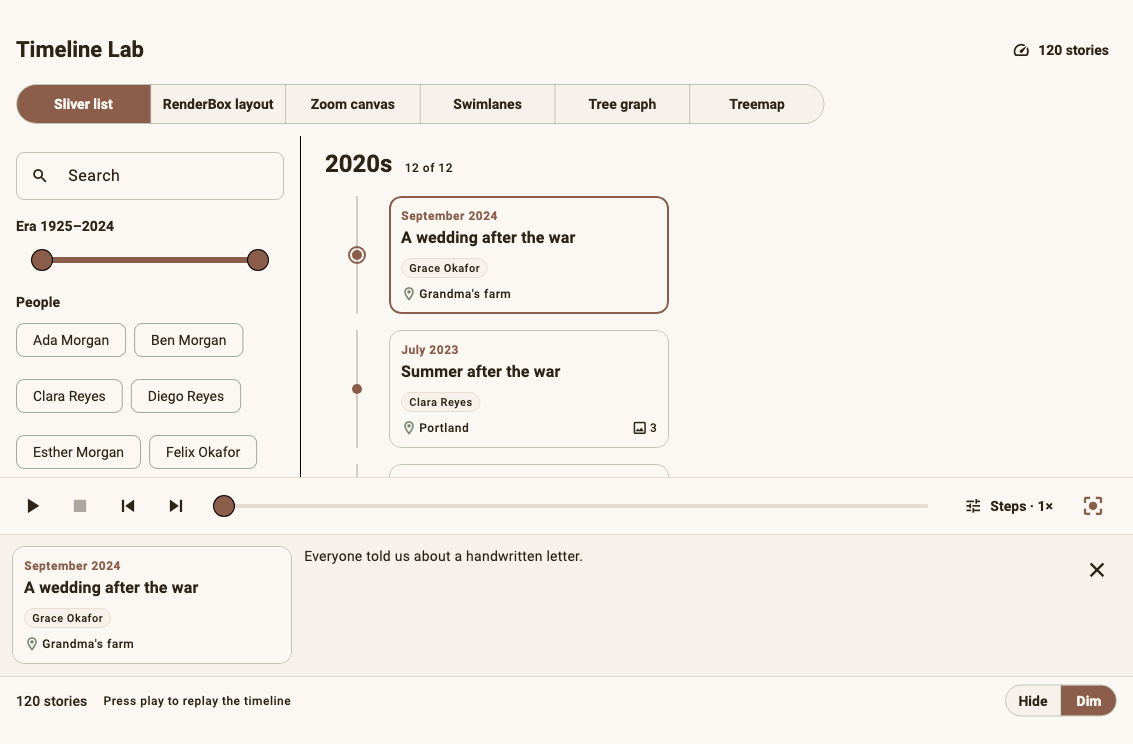 Timeline Lab
120 stories
Sliver list
RenderBox layout
Zoom canvas
Swimlanes
Tree graph
Treemap
Search
Era 1925–2024
People
Ada Morgan
Ben Morgan
Clara Reyes
Diego Reyes
Esther Morgan
Felix Okafor
2020s
12 of 12
September 2024
A wedding after the war
Grace Okafor
Grandma's farm
July 2023
Summer after the war
Clara Reyes
Portland
3
Steps · 1×
September 2024
A wedding after the war
Grace Okafor
Grandma's farm
Everyone told us about a handwritten letter.
120 stories
Press play to replay the timeline
Hide
Dim